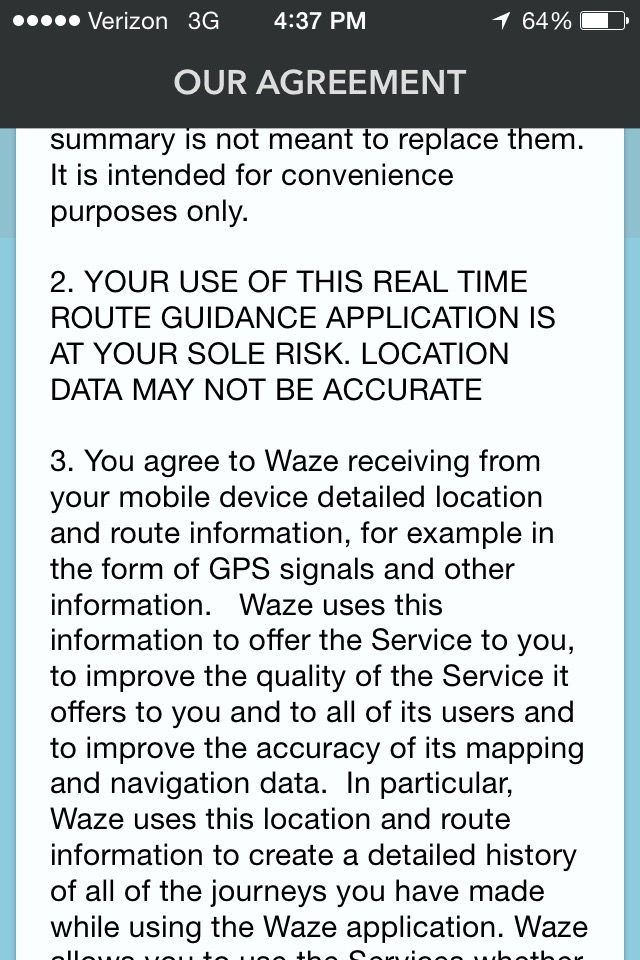 Verizon 3G 4:37 PM 64%
OUR AGREEMENT
summary is not meant to replace them.
It is intended for convenience
purposes only.
2. YOUR USE OF THIS REAL TIME
ROUTE GUIDANCE APPLICATION IS
AT YOUR SOLE RISK. LOCATION
DATA MAY NOT BE ACCURATE
3. You agree to Waze receiving from
your mobile device detailed location
and route information, for example in
the form of GPS signals and other
information.   Waze uses this
information to offer the Service to you,
to improve the quality of the Service it
offers to you and to all of its users and
to improve the accuracy of its mapping
and navigation data.  In particular,
Waze uses this location and route
information to create a detailed history
of all of the journeys you have made
while using the Waze application. Waze
allows you to use the Services whether